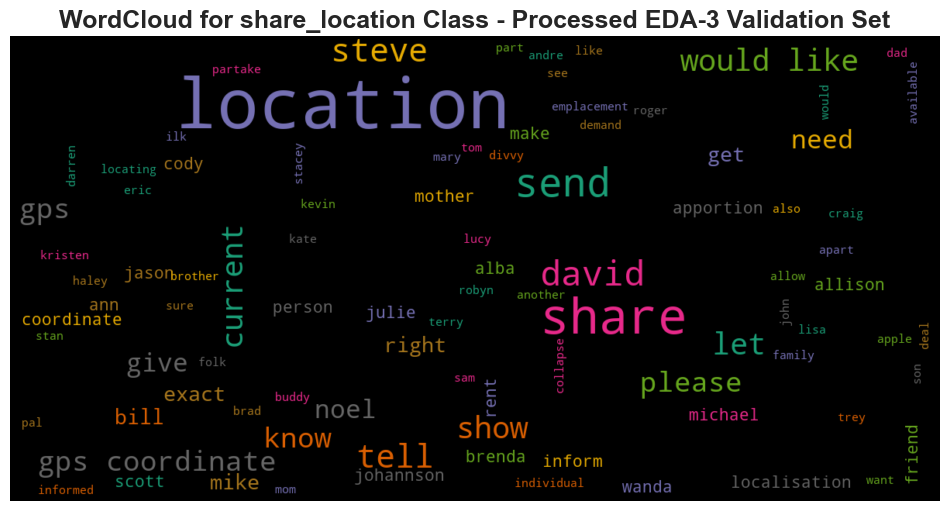 WordCloud for share_location Class - Processed EDA-3 Validation Set
steve
part
andre
like
would like
dad
partake
see
location
emplacement
roger
would
available
demand
make
ilk
need
darren
locating
cody
stacey
mary
tom
divvy
get
eric
send
mother
kevin
gps
apportion
also
craig
kristen
current
kate
lucy
apart
haley
jason
brother
alba
david
allow
allison
robyn
another
ann
sure
person
julie
share
john
coordinate
terry
lisa
stan
right
let
apple
deal
give
folk
collapse
family
son
sam
please
exact
buddy
rent
pal
bill
brad
noel
michael
trey
know
show
friend
gps coordinate
tell
brenda
inform
johannson
informed
scott
mike
mom
individual
wanda
localisation
want